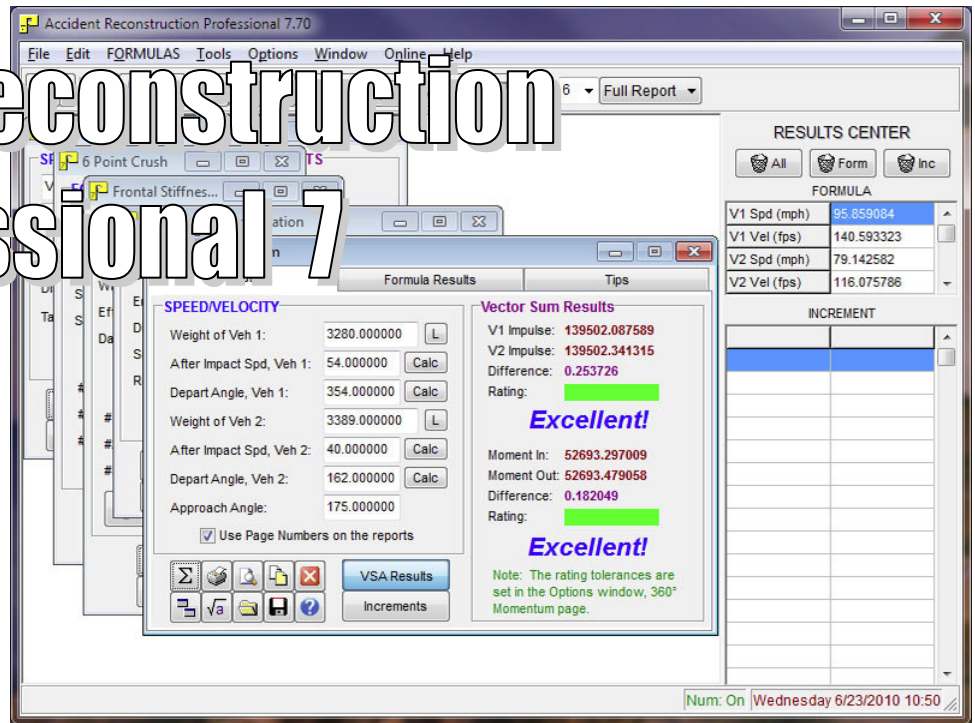 Accident Reconstruction Professional 7.70
File Edit FORMULAS Tools Options Window Online Help
econstruction
6 Full Report
ssional 7
RESULTS CENTER
All Form Inc
FORMULA
V1 Spd (mph) 95.859084
V1 Vel (fps) 140.593323
V2 Spd (mph) 79.142582
V2 Vel (fps) 116.075786
INCREMENT
6 Point Crush
Frontal Stiffnes...
ation
Formula Results
Tips
SPEED/VELOCITY
Weight of Veh 1: 3280.000000 L
After Impact Spd, Veh 1: 54.000000 Calc
Depart Angle, Veh 1: 354.000000 Calc
Weight of Veh 2: 3389.000000 L
After Impact Spd, Veh 2: 40.000000 Calc
Depart Angle, Veh 2: 162.000000 Calc
Approach Angle: 175.000000
Use Page Numbers on the reports
VSA Results
Increments
Vector Sum Results
V1 Impulse: 139502.087589
V2 Impulse: 139502.341315
Difference: 0.253726
Rating:
Excellent!
Moment In: 52693.297009
Moment Out: 52693.479058
Difference: 0.182049
Rating:
Excellent!
Note: The rating tolerances are
set in the Options window, 360°
Momentum page.
Num: On Wednesday 6/23/2010 10:50